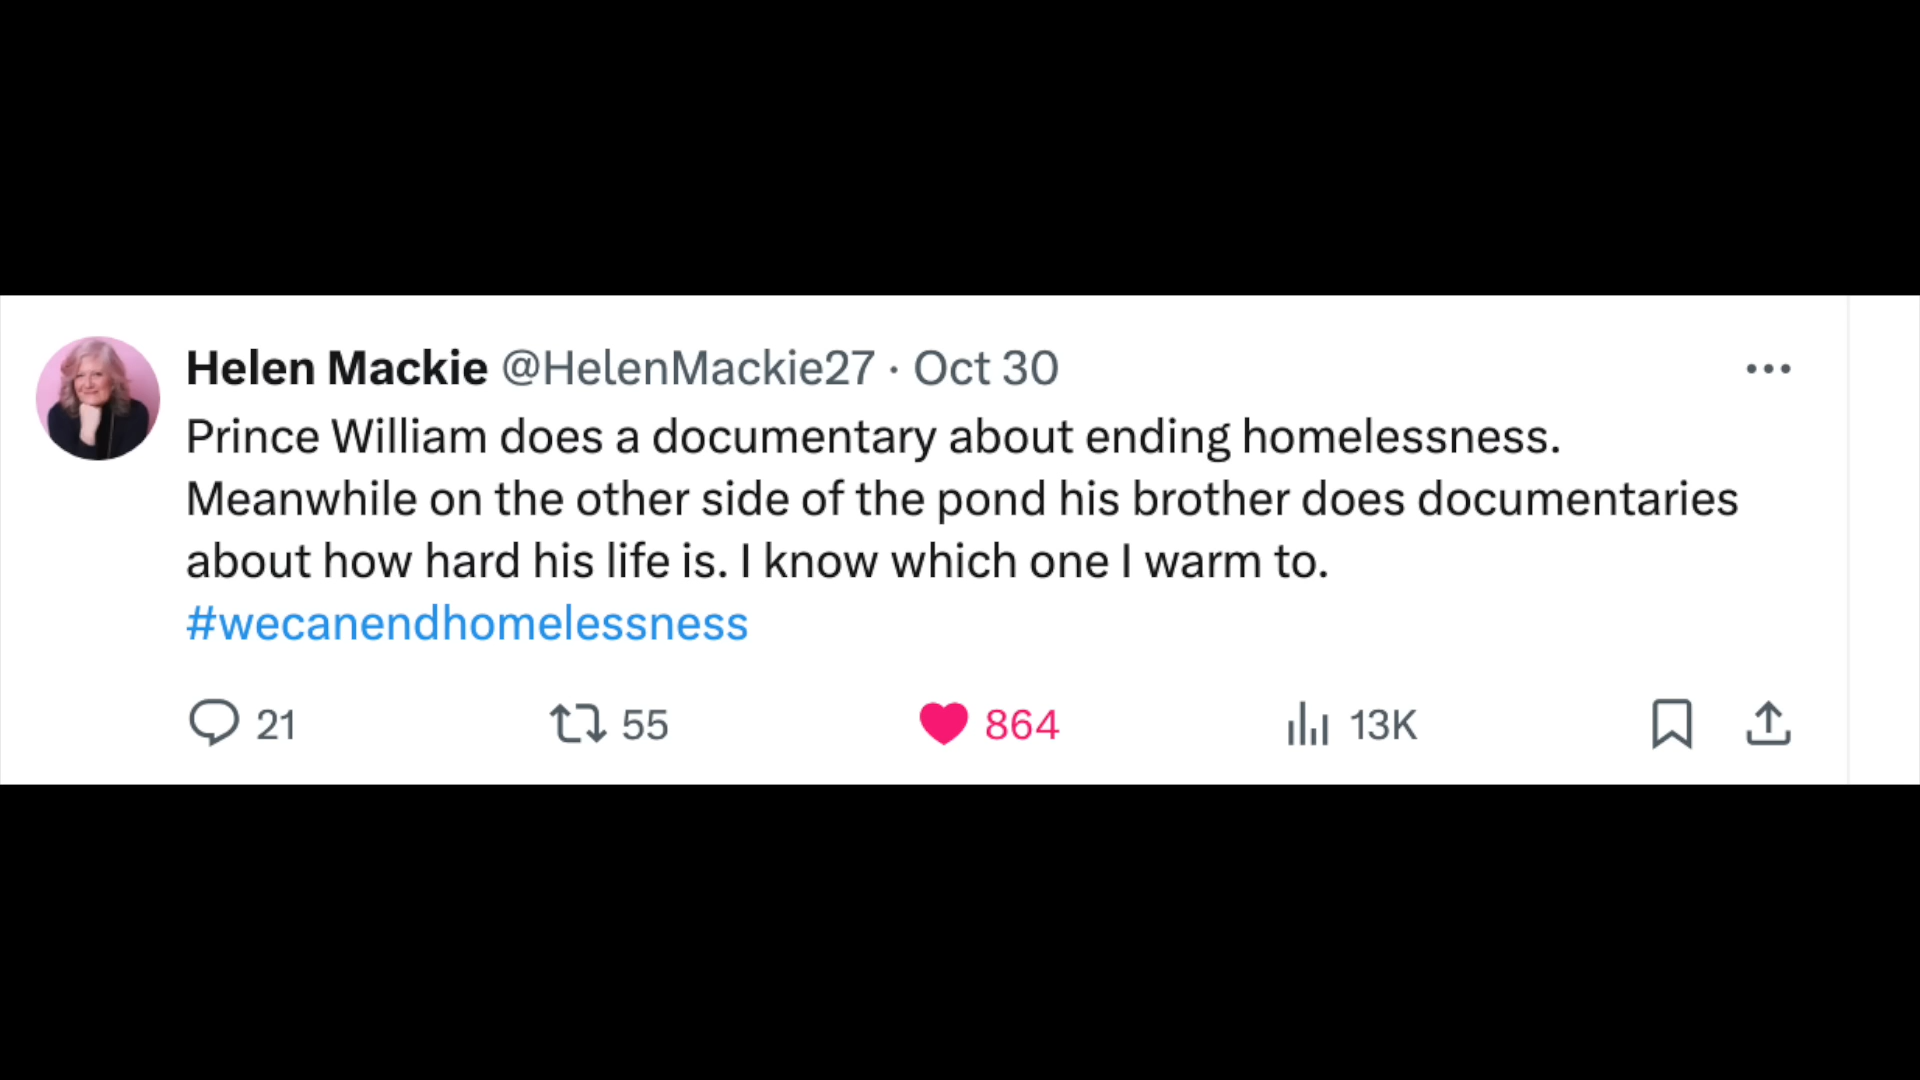 Helen Mackie @HelenMackie27 · Oct 30
Prince William does a documentary about ending homelessness.
Meanwhile on the other side of the pond his brother does documentaries
about how hard his life is. I know which one I warm to.
#wecanendhomelessness
21 55 864 13K